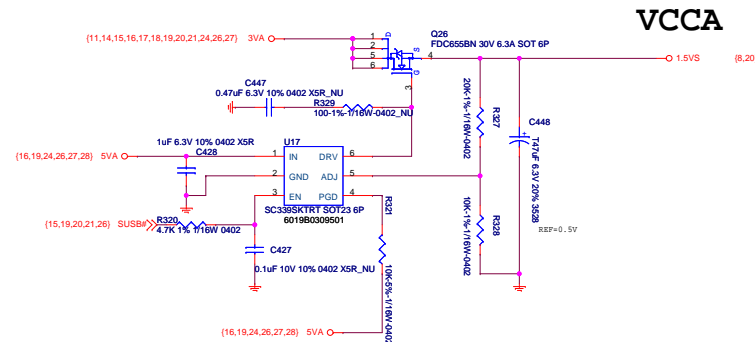 VCCA
{11,14,15,16,17,18,19,20,21,24,26,27} 3VA
1
2
5
6
D
S
G
4
3
Q26
FDC655BN 30V 6.3A SOT 6P
1.5VS
{8,20
C447
0.47uF 6.3V 10% 0402 X5R_NU
R329
100-1%-1/16W-0402_NU
20K-1%-1/16W-0402
R327
C448
T47uF 6.3V 20% 3528
1uF 6.3V 10% 0402 X5R
C428
{16,19,24,26,27,28} 5VA
U17
1 IN DRV 6
2 GND ADJ 5
3 EN PGD 4
SC339SKTRT SOT23 6P
6019B0309501
{15,19,20,21,26} SUSB#
R320
4.7K 1% 1/16W 0402
C427
0.1uF 10V 10% 0402 X5R_NU
R321
10K-5%-1/16W-0402
10K-1%-1/16W-0402
R328
REF=0.5V
{16,19,24,26,27,28} 5VA